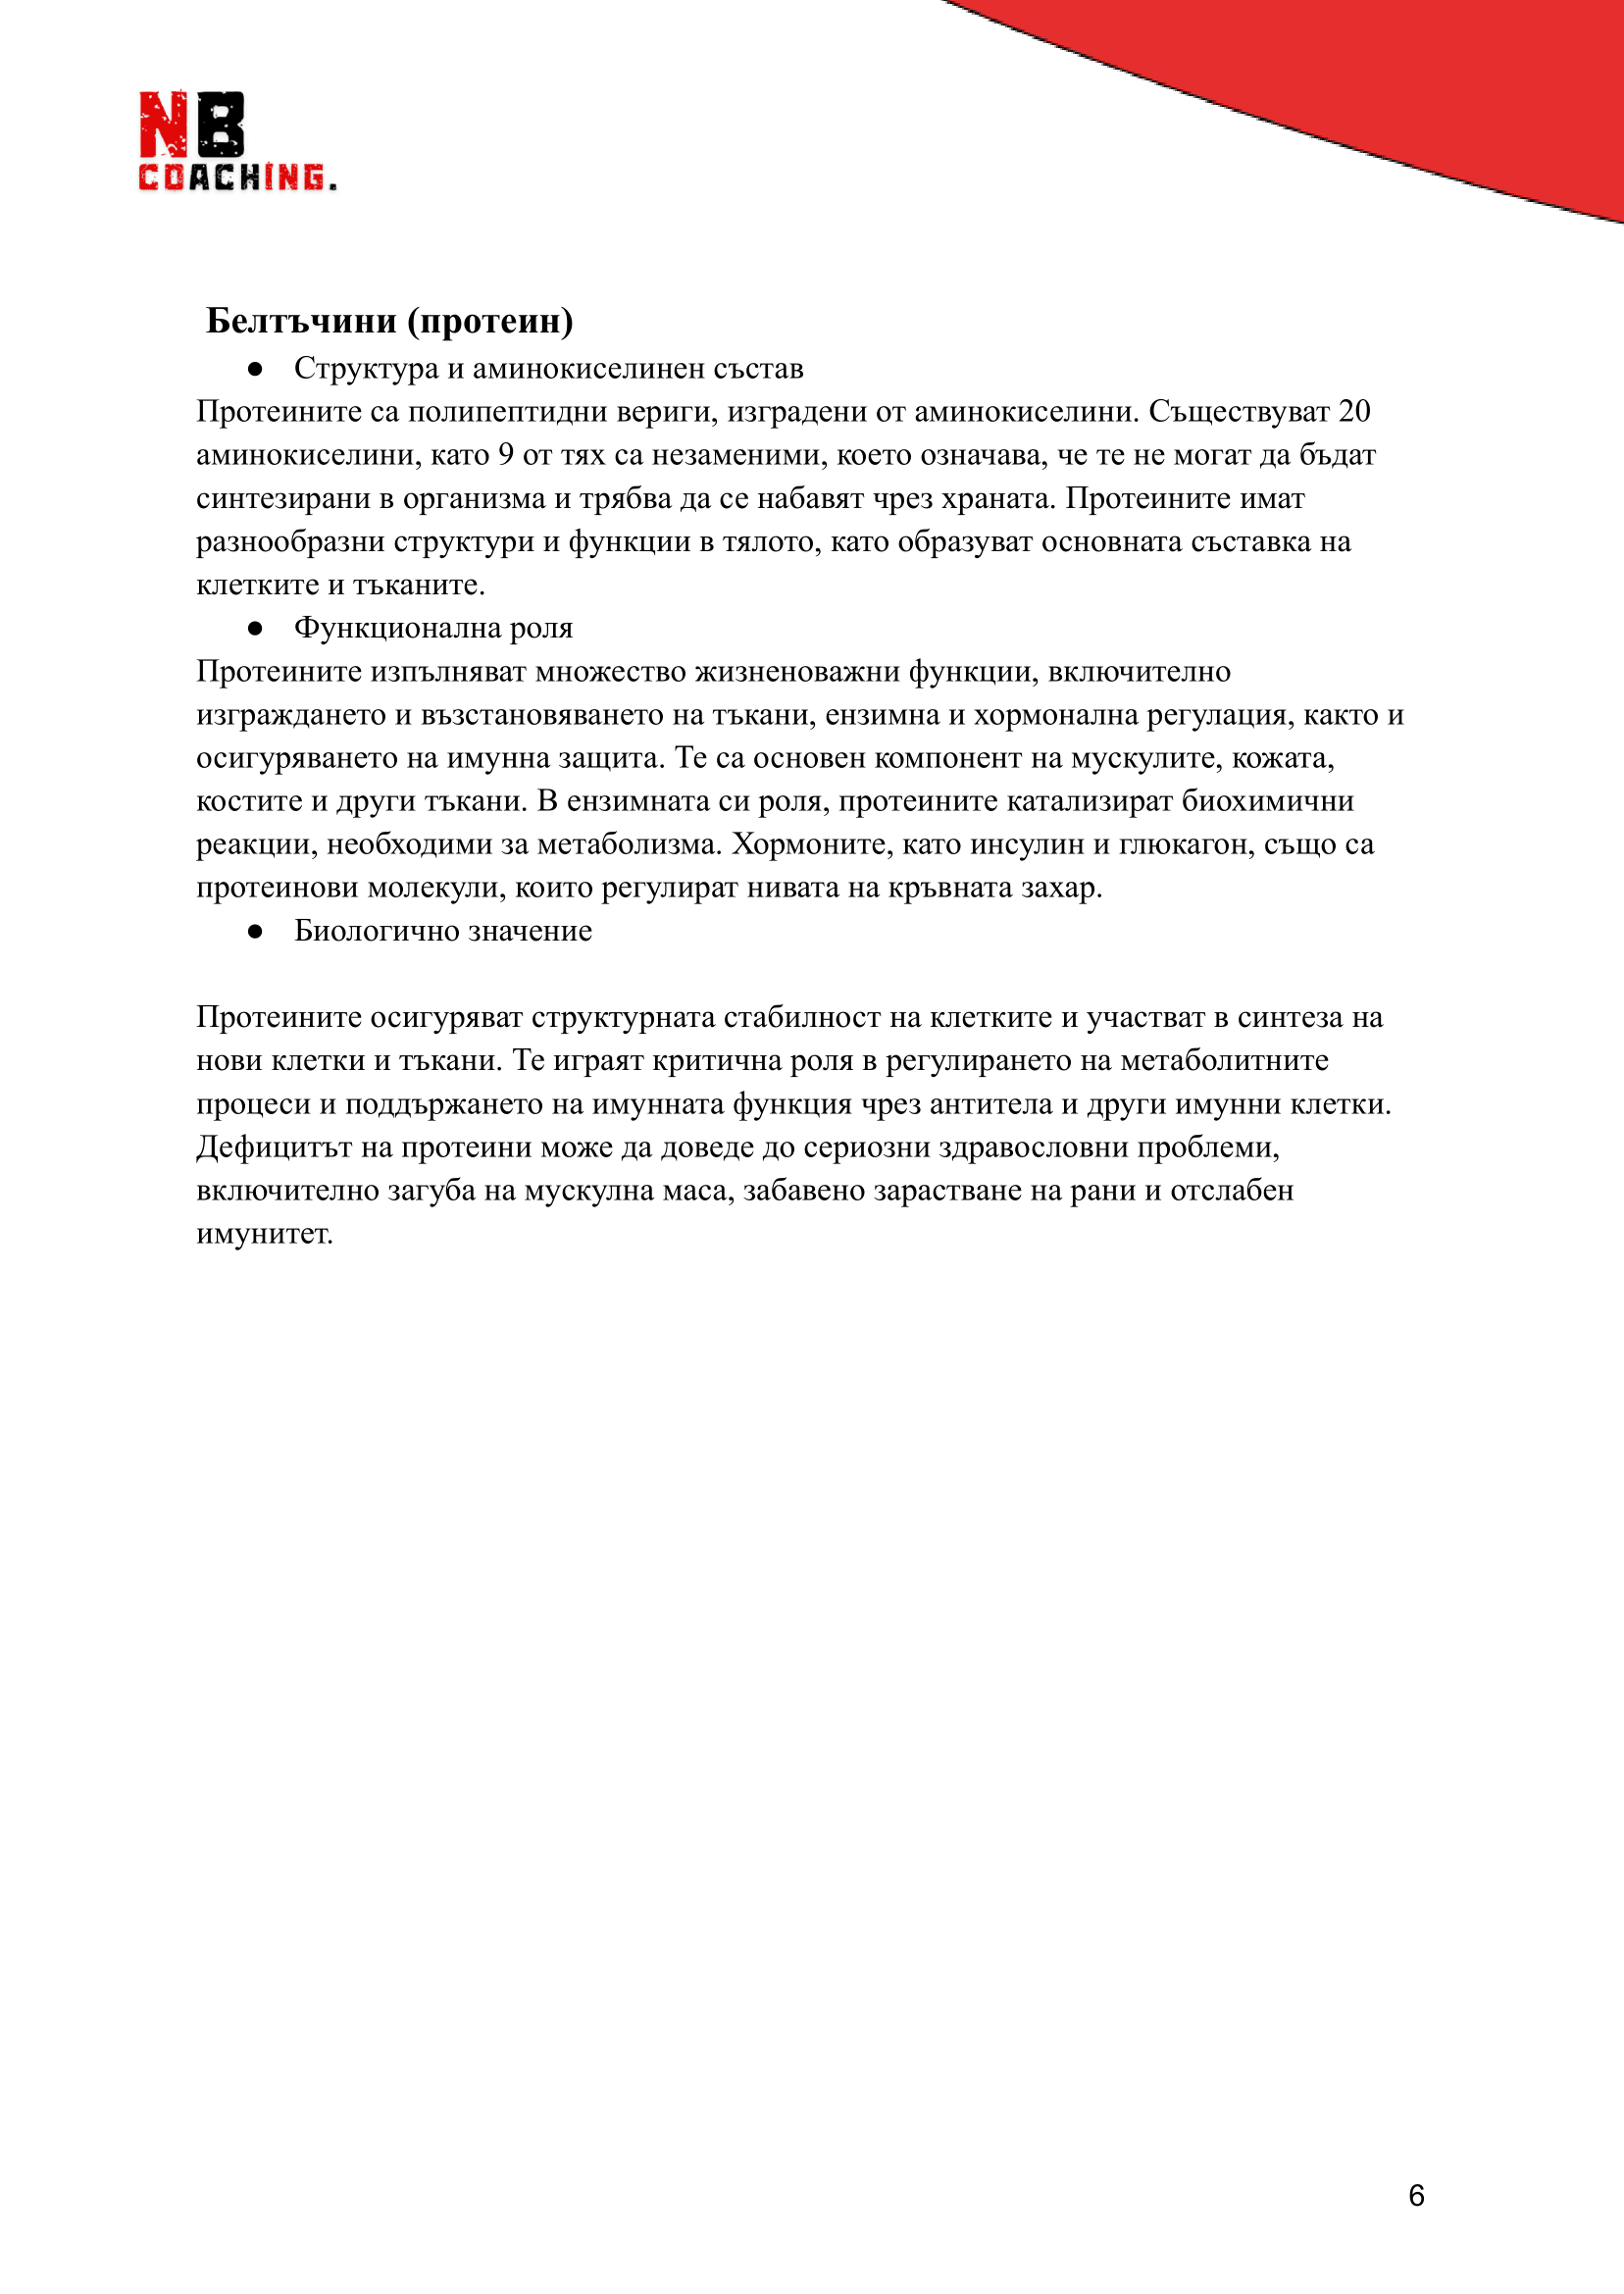 NB
COACHING.
Белтъчини (протеин)
● Структура и аминокиселинен състав
Протеините са полипептидни вериги, изградени от аминокиселини. Съществуват 20
аминокиселини, като 9 от тях са незаменими, което означава, че те не могат да бъдат
синтезирани в организма и трябва да се набавят чрез храната. Протеините имат
разнообразни структури и функции в тялото, като образуват основната съставка на
клетките и тъканите.
● Функционална роля
Протеините изпълняват множество жизненоважни функции, включително
изграждането и възстановяването на тъкани, ензимна и хормонална регулация, както и
осигуряването на имунна защита. Те са основен компонент на мускулите, кожата,
костите и други тъкани. В ензимната си роля, протеините катализират биохимични
реакции, необходими за метаболизма. Хормоните, като инсулин и глюкагон, също са
протеинови молекули, които регулират нивата на кръвната захар.
● Биологично значение
Протеините осигуряват структурната стабилност на клетките и участват в синтеза на
нови клетки и тъкани. Те играят критична роля в регулирането на метаболитните
процеси и поддържането на имунната функция чрез антитела и други имунни клетки.
Дефицитът на протеини може да доведе до сериозни здравословни проблеми,
включително загуба на мускулна маса, забавено зарастване на рани и отслабен
имунитет.
6